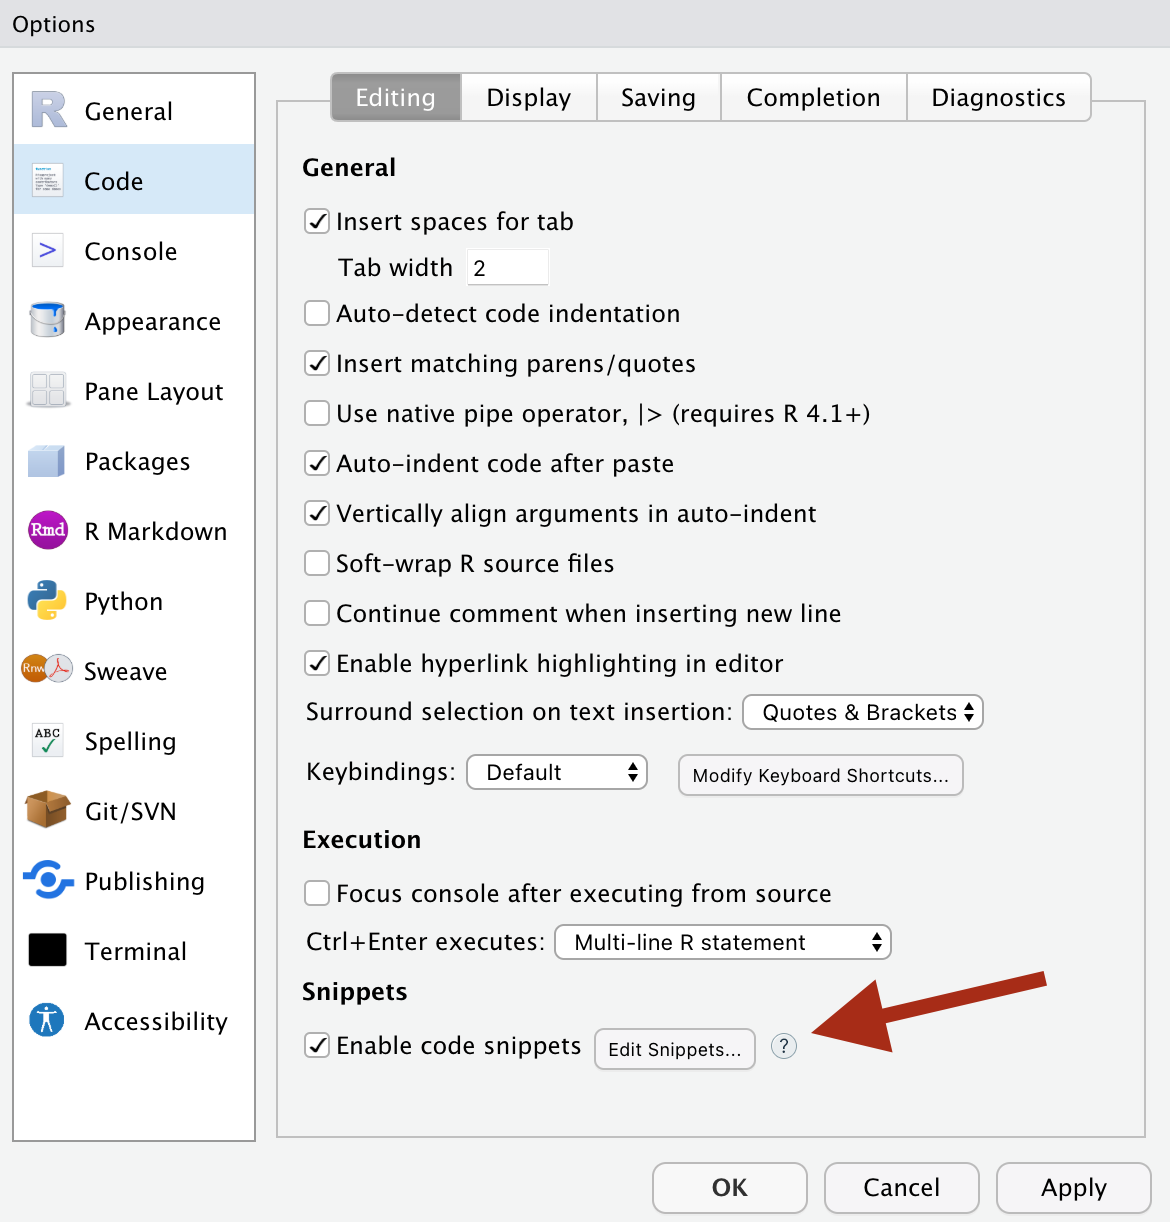 Options
General
Code
Console
Appearance
Pane Layout
Packages
Rmd
R Markdown
Python
Rnw
Sweave
ABC
Spelling
Git/SVN
Publishing
Terminal
Accessibility
Editing Display Saving Completion Diagnostics
General
Insert spaces for tab
Tab width 2
Auto-detect code indentation
Insert matching parens/quotes
Use native pipe operator, |> (requires R 4.1+)
Auto-indent code after paste
Vertically align arguments in auto-indent
Soft-wrap R source files
Continue comment when inserting new line
Enable hyperlink highlighting in editor
Surround selection on text insertion: Quotes & Brackets
Keybindings: Default Modify Keyboard Shortcuts...
Execution
Focus console after executing from source
Ctrl+Enter executes: Multi-line R statement
Snippets
Enable code snippets Edit Snippets... ?
OK Cancel Apply